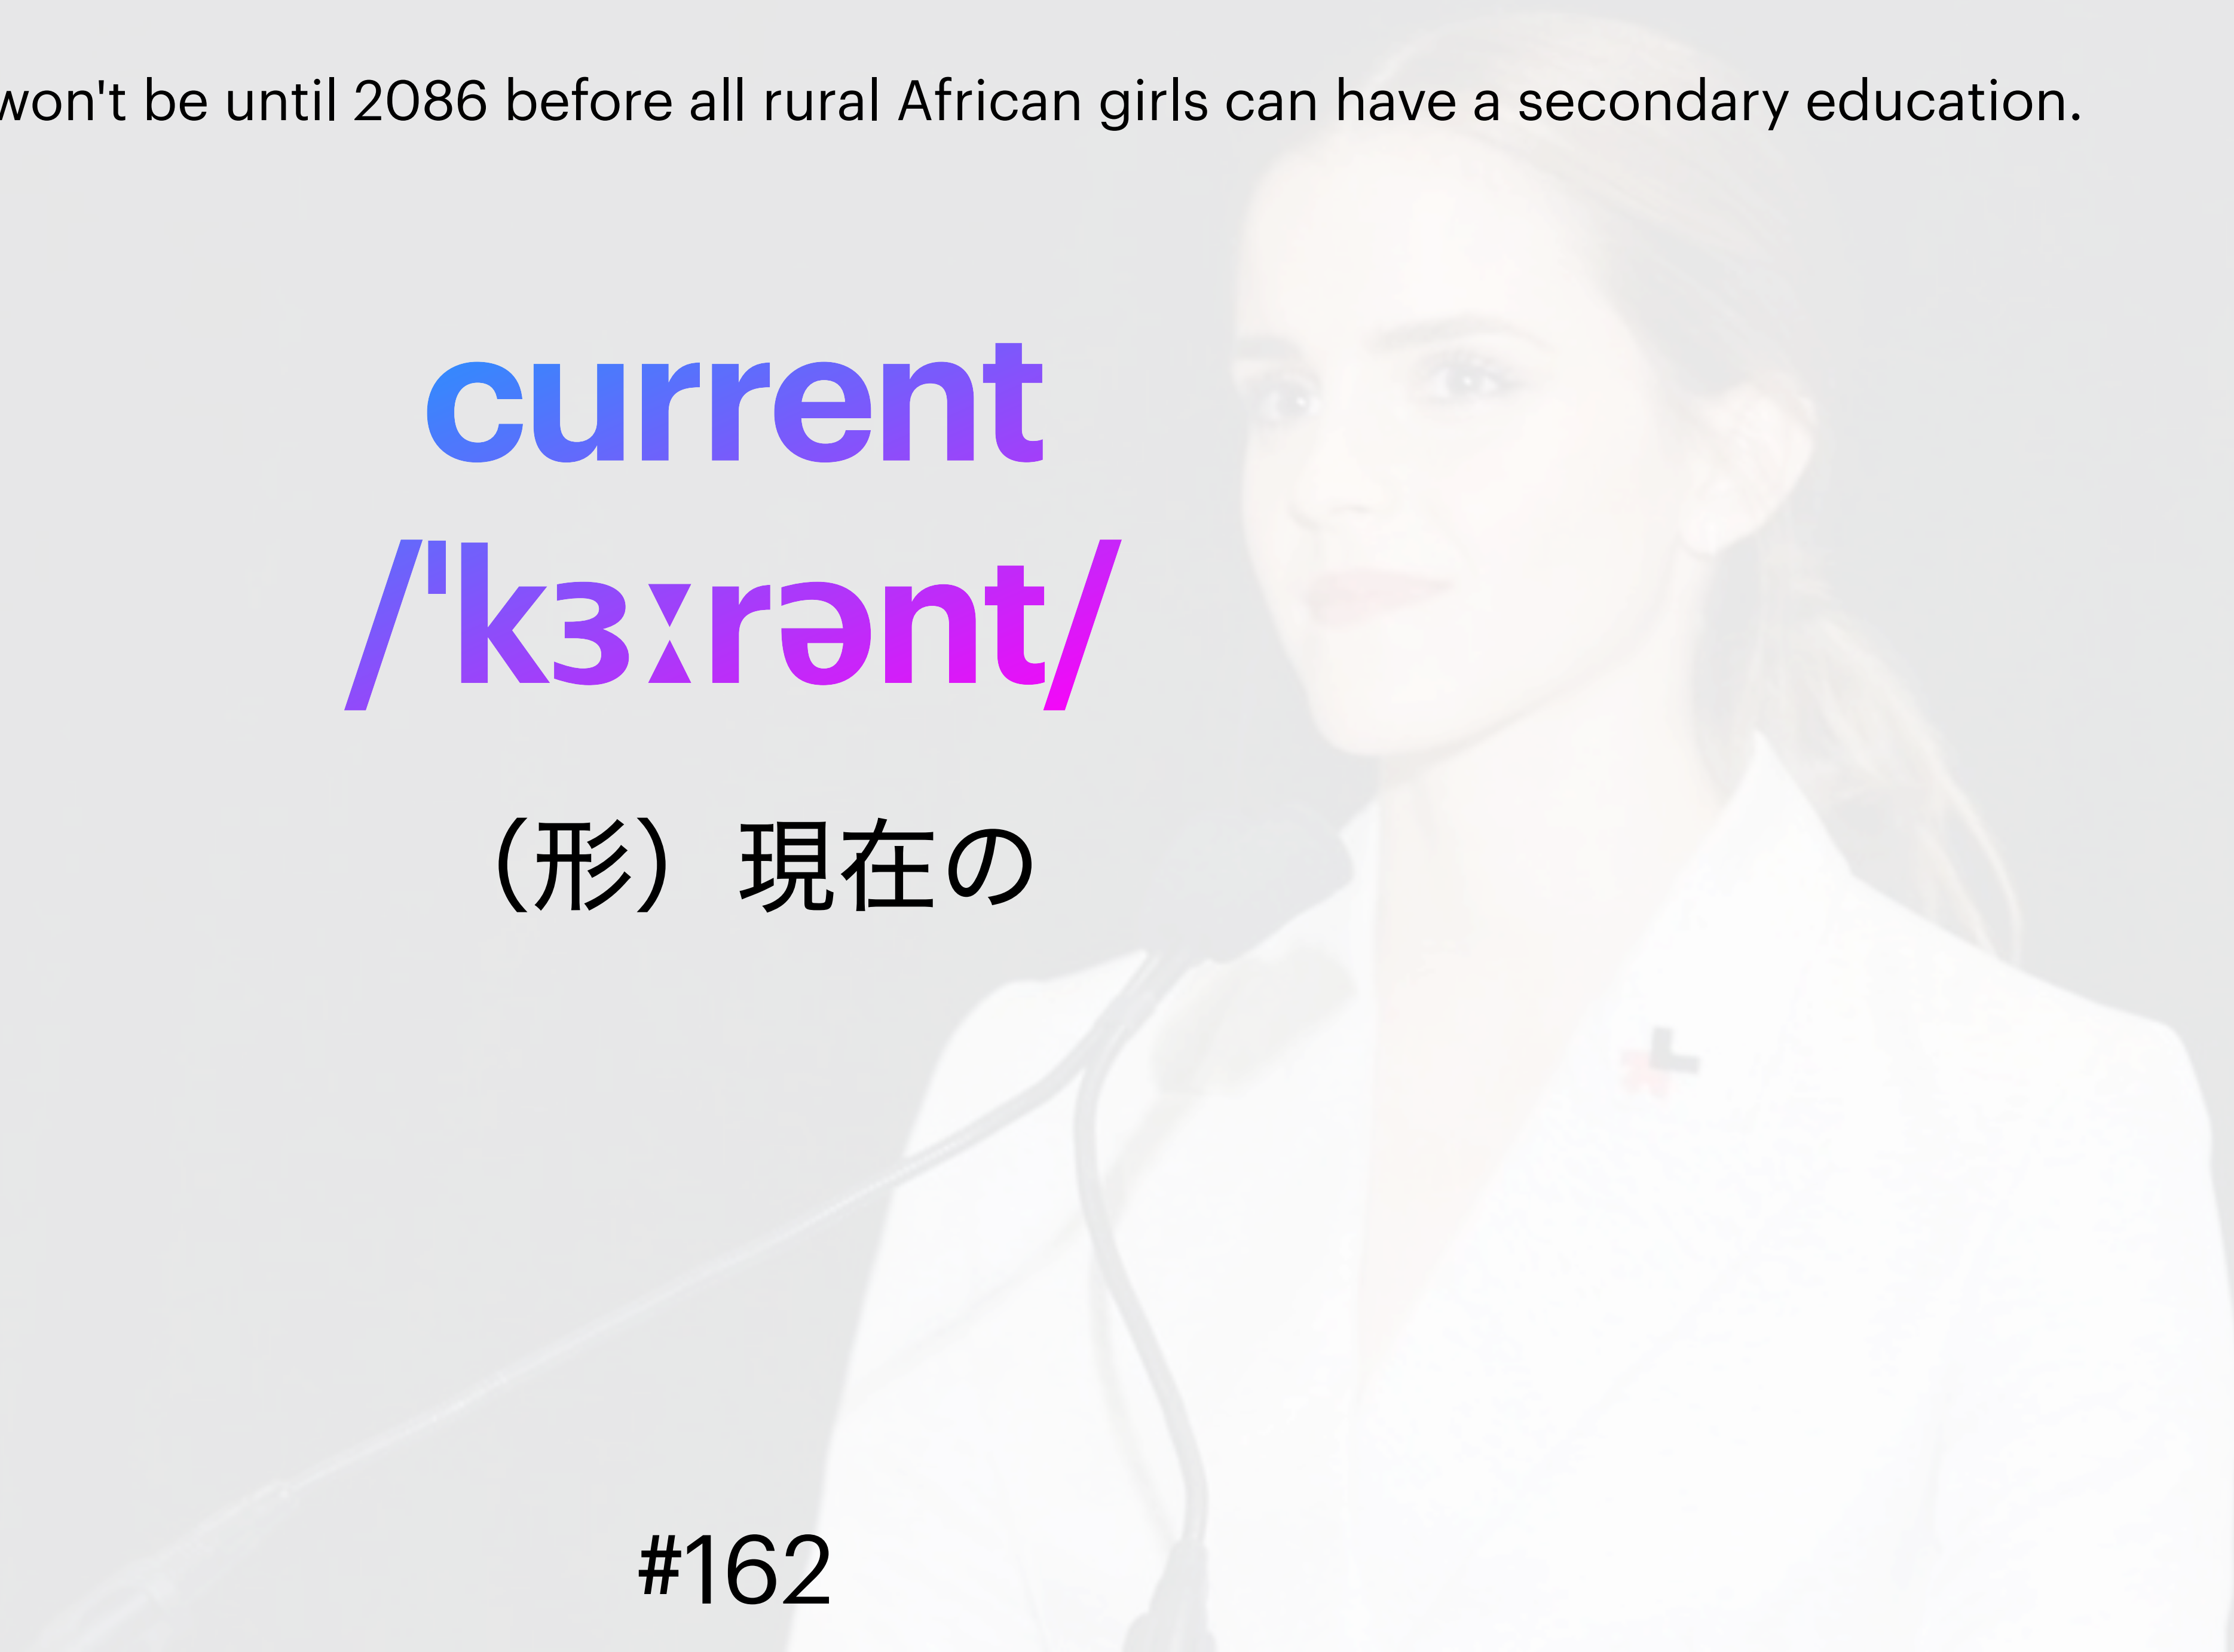 won't be until 2086 before all rural African girls can have a secondary education.
current
/ˈkɜːrənt/
（形）現在の
#162